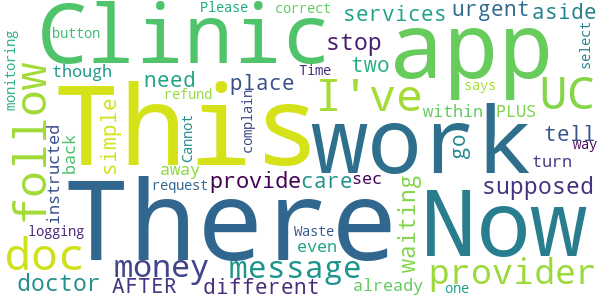 Please correct
button
Clinic
services urgent aside
app
stop
select
monitoring
though
need
place
two
Time
says
refund
This
I've
UC
follow
simple
Cannot
complain
work
within PLUS
tell
go
Way
instructed
back
away
turn
request
provide care sec
supposed
There
Now
waiting
logging
Waste
even
doc
money
message
provider
doctor
AFTER
different
already
one